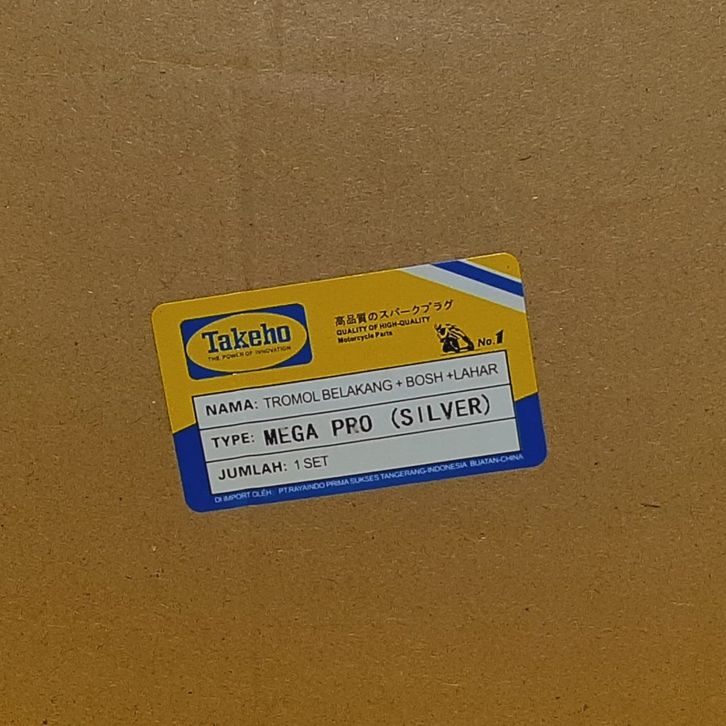 Takeho
THE POWER OF INNOVATION
高品質のスパークプラグ
QUALITY OF HIGH-QUALITY
Motorcycle Parts
No.1
NAMA: TROMOL BELAKANG + BOSH +LAHAR
TYPE: MEGA PRO (SILVER)
JUMLAH: 1 SET
DI IMPORT OLEH: PT.RAYAINDO PRIMA SUKSES TANGERANG-INDONESIA BUATAN-CHINA